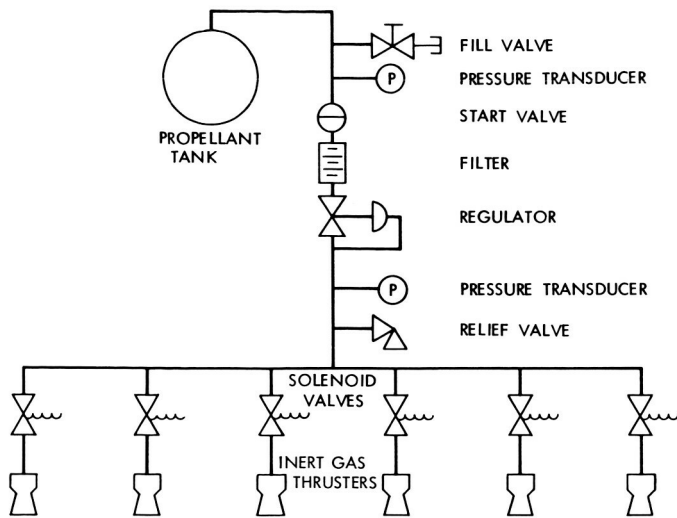 FILL VALVE
P
PRESSURE TRANSDUCER
START VALVE
PROPELLANT
TANK
FILTER
REGULATOR
P
PRESSURE TRANSDUCER
RELIEF VALVE
SOLENOID
VALVES
INERT GAS
THRUSTERS